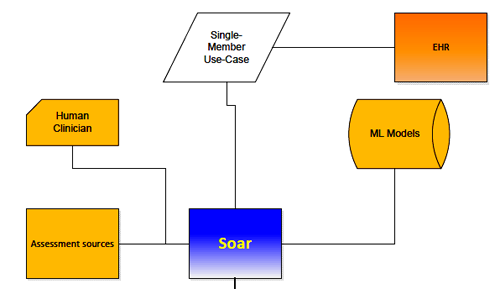 Single-
Member
Use-Case
EHR
Human
Clinician
ML Models
Assessment sources
Soar